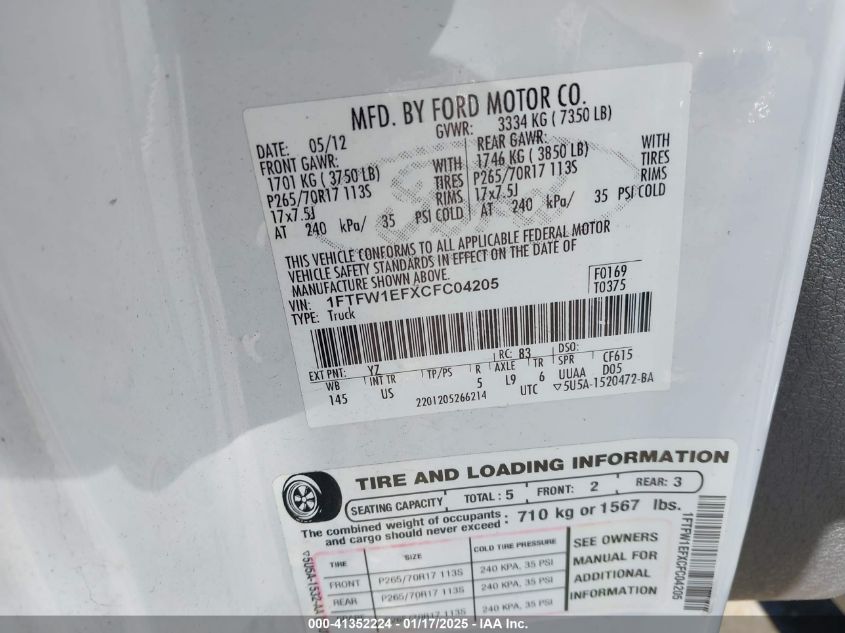 MFD. BY FORD MOTOR CO.
DATE: 05/12 GVWR: 3334 KG ( 7350 LB)
FRONT GAWR: REAR GAWR:
1701 KG ( 3750 LB) WITH 1746 KG ( 3850 LB) WITH
P265/70R17 113S TIRES P265/70R17 113S TIRES
17x7.5J RIMS 17x7.5J RIMS
AT 240 kPa/ 35 PSI COLD AT 240 kPa/ 35 PSI COLD
THIS VEHICLE CONFORMS TO ALL APPLICABLE FEDERAL MOTOR
VEHICLE SAFETY STANDARDS IN EFFECT ON THE DATE OF
MANUFACTURE SHOWN ABOVE.
VIN: 1FTFW1EFXCFC04205 F0169
TYPE: Truck T0375
EXT PNT: YZ RC: 83 DSO:
WB INT TR TP/PS R AXLE TR SPR CF615
145 US 5 L9 6 UUAA D05
2201205266214 UTC ▽5U5A-1520472-BA
TIRE AND LOADING INFORMATION
SEATING CAPACITY TOTAL : 5 FRONT: 2 REAR: 3
The combined weight of occupants
and cargo should never exceed : 710 kg or 1567 lbs.
TIRE SIZE COLD TIRE PRESSURE
FRONT P265/70R17 113S 240 KPA, 35 PSI
REAR P265/70R17 113S 240 KPA, 35 PSI
P265/70R17 113S 240 KPA, 35 PSI
SEE OWNERS
MANUAL FOR
ADDITIONAL
INFORMATION
1FTFW1EFXCFC04205
000-41352224 - 01/17/2025 - IAA Inc.